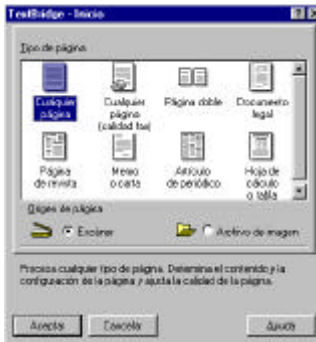 TextBridge - Inicio
Tipo de página
Cualquier página
Cualquier página (calidad fax)
Página doble
Documento legal
Página de revista
Memo o carta
Artículo de periódico
Hoja de cálculo o tabla
Origen de página
Escáner
Archivo de imagen
Procesa cualquier tipo de página. Determina el contenido y la
configuración de la página y ajusta la calidad de la página.
Aceptar
Cancelar
Ayuda